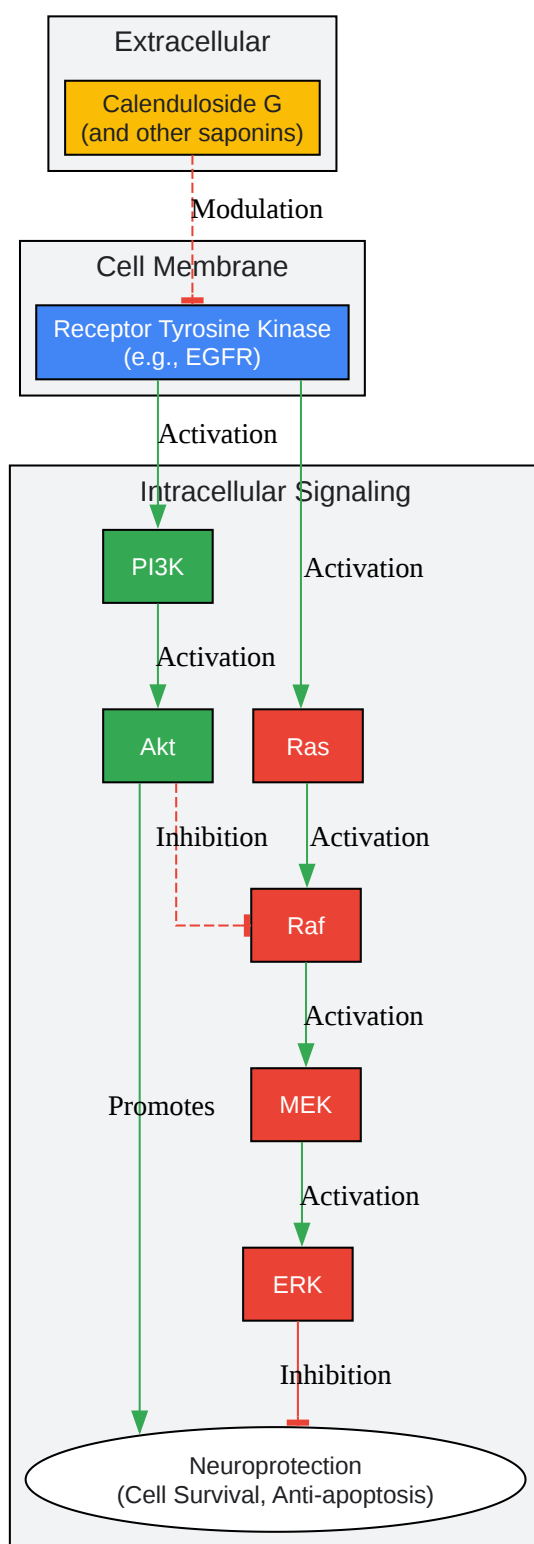 Extracellular
Calenduloside G
(and other saponins)
Modulation
Cell Membrane
Receptor Tyrosine Kinase
(e.g., EGFR)
Activation
Intracellular Signaling
PI3K
Activation
Activation
Akt
Ras
Inhibition
Activation
Raf
Activation
Promotes
MEK
Activation
ERK
Inhibition
Neuroprotection
(Cell Survival, Anti-apoptosis)